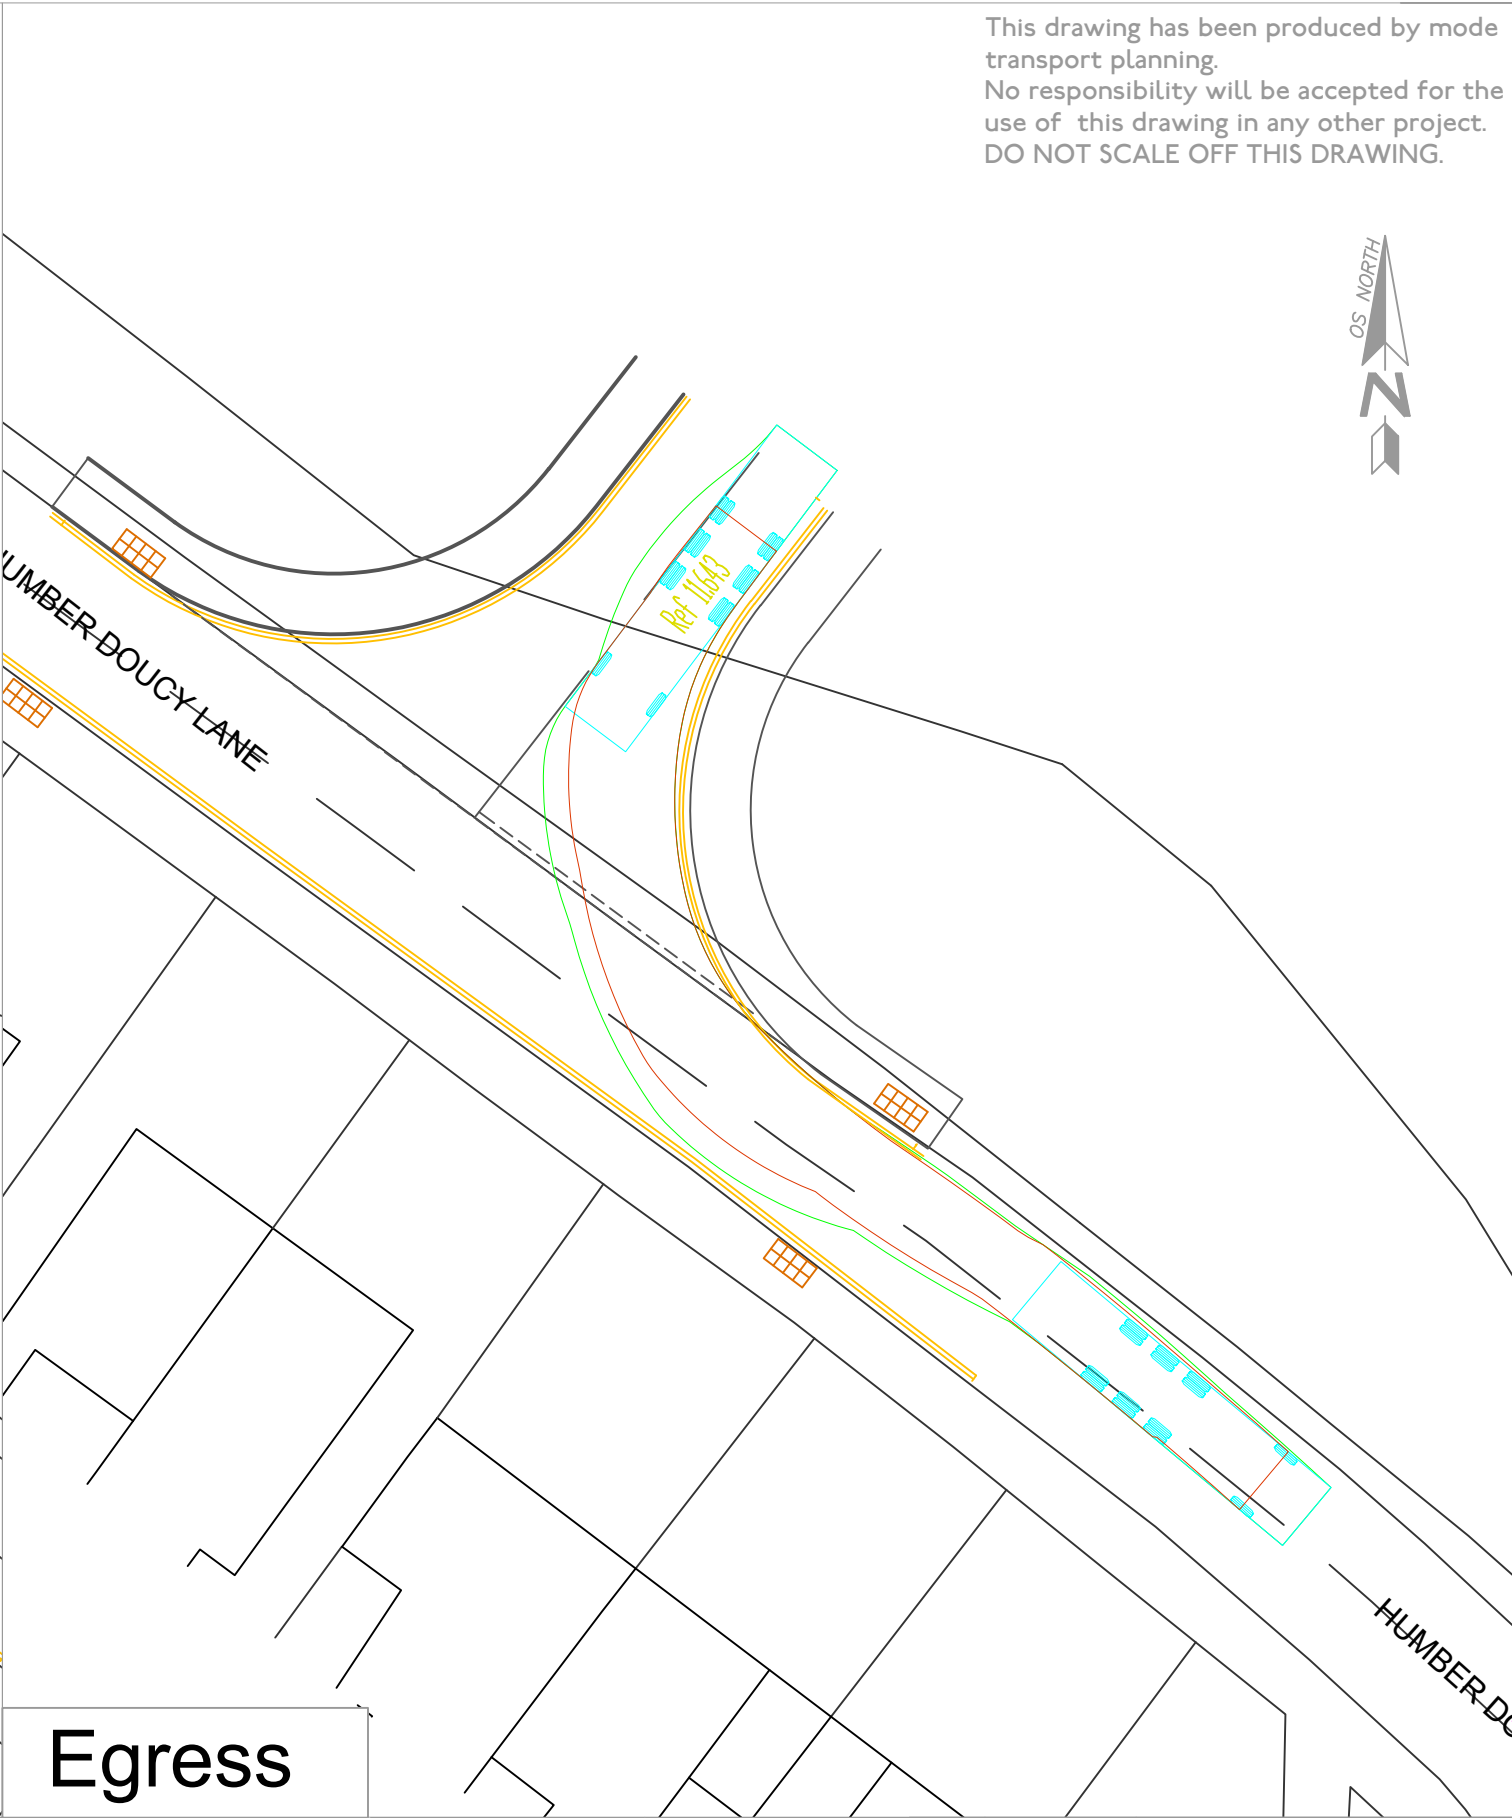 This drawing has been produced by mode
transport planning.
No responsibility will be accepted for the
use of  this drawing in any other project.
DO NOT SCALE OFF THIS DRAWING.
OS NORTH
N
Ref 11.643
UMBER DOUCY LANE
HUMBER DO
Egress